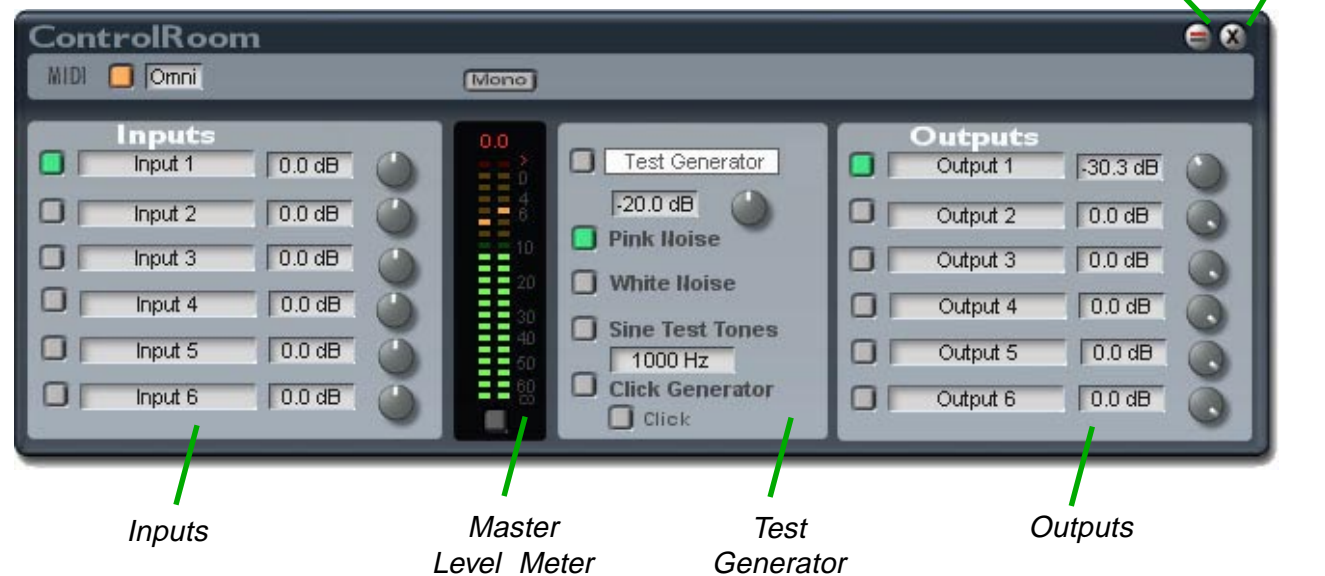 ControlRoom
X
MIDI Omni Mono
Inputs
Input 1 0.0 dB
Input 2 0.0 dB
Input 3 0.0 dB
Input 4 0.0 dB
Input 5 0.0 dB
Input 6 0.0 dB
0.0
>
0
4
6
10
20
30
40
50
60
∞
Test Generator
-20.0 dB
Pink Noise
White Noise
Sine Test Tones
1000 Hz
Click Generator
Click
Outputs
Output 1 -30.3 dB
Output 2 0.0 dB
Output 3 0.0 dB
Output 4 0.0 dB
Output 5 0.0 dB
Output 6 0.0 dB
Inputs
Master
Level Meter
Test
Generator
Outputs